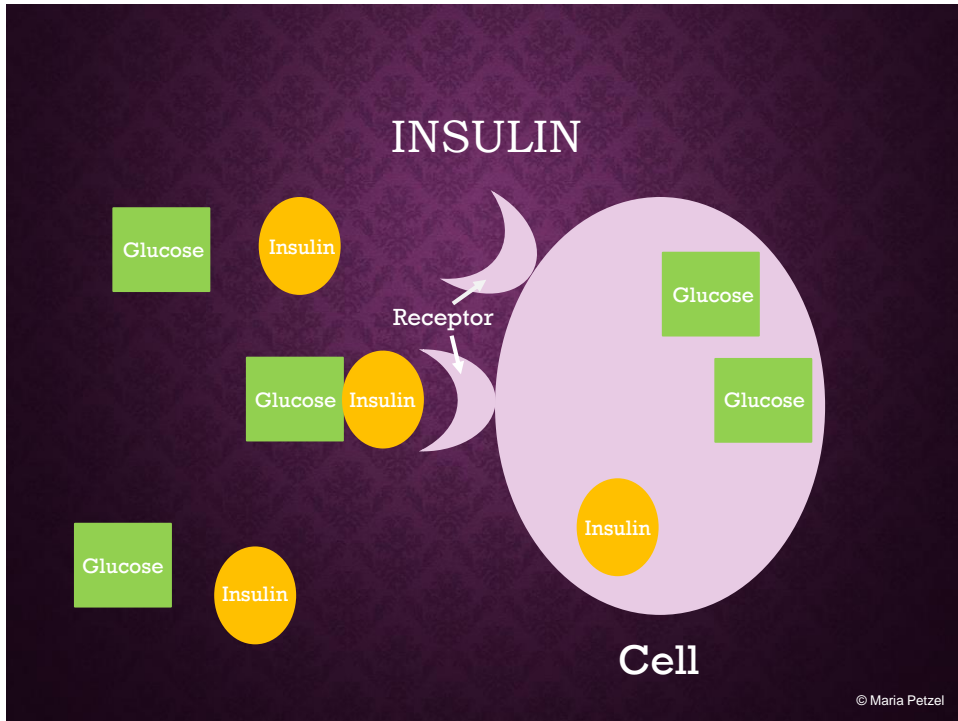 INSULIN
Glucose
Insulin
Glucose
Receptor
Glucose
Insulin
Glucose
Insulin
Glucose
Insulin
Cell
© Maria Petzel